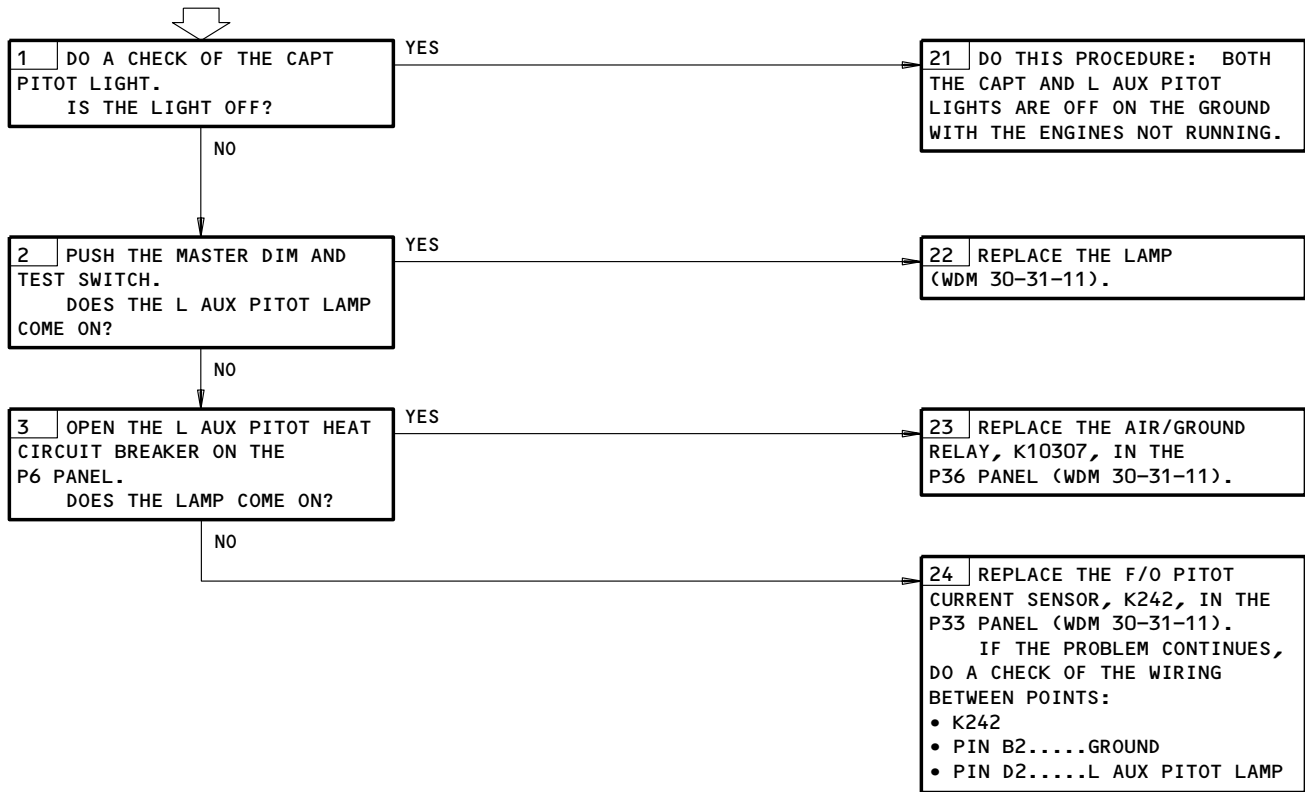 1 DO A CHECK OF THE CAPT
PITOT LIGHT.
IS THE LIGHT OFF?
YES
NO
21 DO THIS PROCEDURE: BOTH
THE CAPT AND L AUX PITOT
LIGHTS ARE OFF ON THE GROUND
WITH THE ENGINES NOT RUNNING.
2 PUSH THE MASTER DIM AND
TEST SWITCH.
DOES THE L AUX PITOT LAMP
COME ON?
YES
NO
22 REPLACE THE LAMP
(WDM 30-31-11).
3 OPEN THE L AUX PITOT HEAT
CIRCUIT BREAKER ON THE
P6 PANEL.
DOES THE LAMP COME ON?
YES
NO
23 REPLACE THE AIR/GROUND
RELAY, K10307, IN THE
P36 PANEL (WDM 30-31-11).
24 REPLACE THE F/O PITOT
CURRENT SENSOR, K242, IN THE
P33 PANEL (WDM 30-31-11).
IF THE PROBLEM CONTINUES,
DO A CHECK OF THE WIRING
BETWEEN POINTS:
• K242
• PIN B2.....GROUND
• PIN D2.....L AUX PITOT LAMP